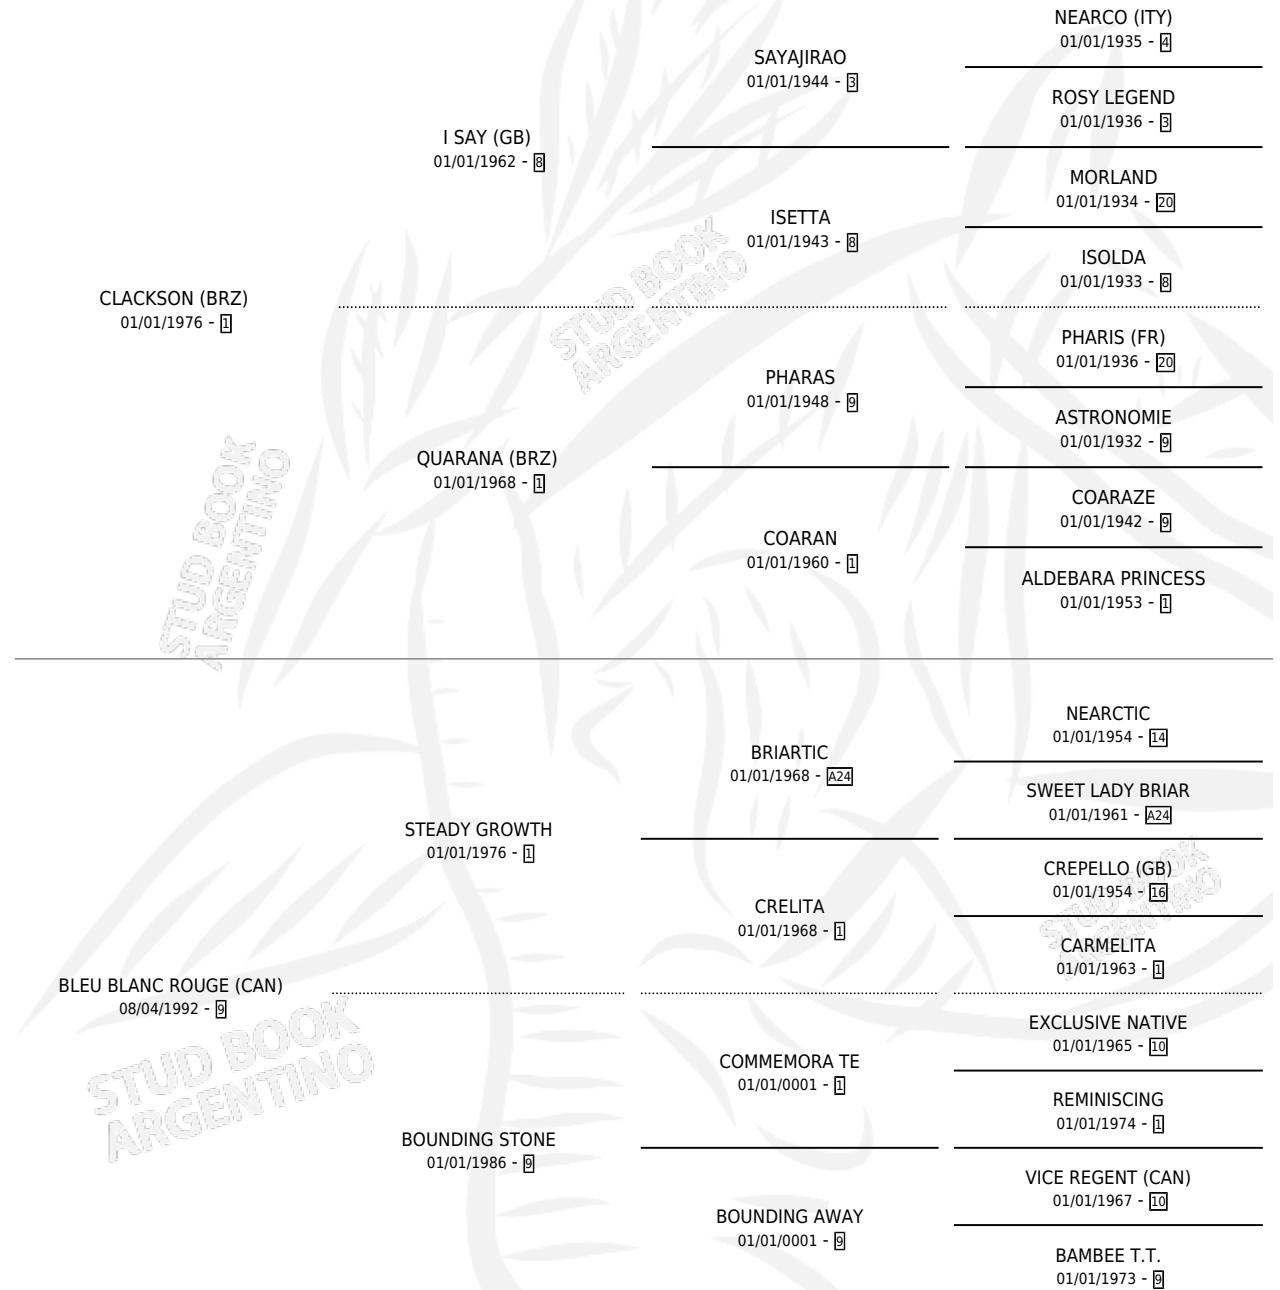 NEARCO (ITY)
01/01/1935 - 4
SAYAJIRAO
01/01/1944 - 3
ROSY LEGEND
01/01/1936 - 3
I SAY (GB)
01/01/1962 - 8
MORLAND
01/01/1934 - 20
ISETTA
01/01/1943 - 8
ISOLDA
01/01/1933 - 8
STUD BOOK
ARGENTINO
CLACKSON (BRZ)
01/01/1976 - 1
PHARIS (FR)
01/01/1936 - 20
PHARAS
01/01/1948 - 9
ASTRONOMIE
01/01/1932 - 9
QUARANA (BRZ)
01/01/1968 - 1
COARAZE
01/01/1942 - 9
COARAN
01/01/1960 - 1
ALDEBARA PRINCESS
01/01/1953 - 1
STUD BOOK
ARGENTINO
NEARCTIC
01/01/1954 - 14
BRIARTIC
01/01/1968 - A24
SWEET LADY BRIAR
01/01/1961 - A24
STEADY GROWTH
01/01/1976 - 1
CREPELLO (GB)
01/01/1954 - 16
CRELITA
01/01/1968 - 1
CARMELITA
01/01/1963 - 1
STUD BOOK
ARGENTINO
BLEU BLANC ROUGE (CAN)
08/04/1992 - 9
EXCLUSIVE NATIVE
01/01/1965 - 10
COMMEMORA TE
01/01/0001 - 1
REMINISCING
01/01/1974 - 1
STUD BOOK
ARGENTINO
BOUNDING STONE
01/01/1986 - 9
VICE REGENT (CAN)
01/01/1967 - 10
BOUNDING AWAY
01/01/0001 - 9
BAMBEE T.T.
01/01/1973 - 9